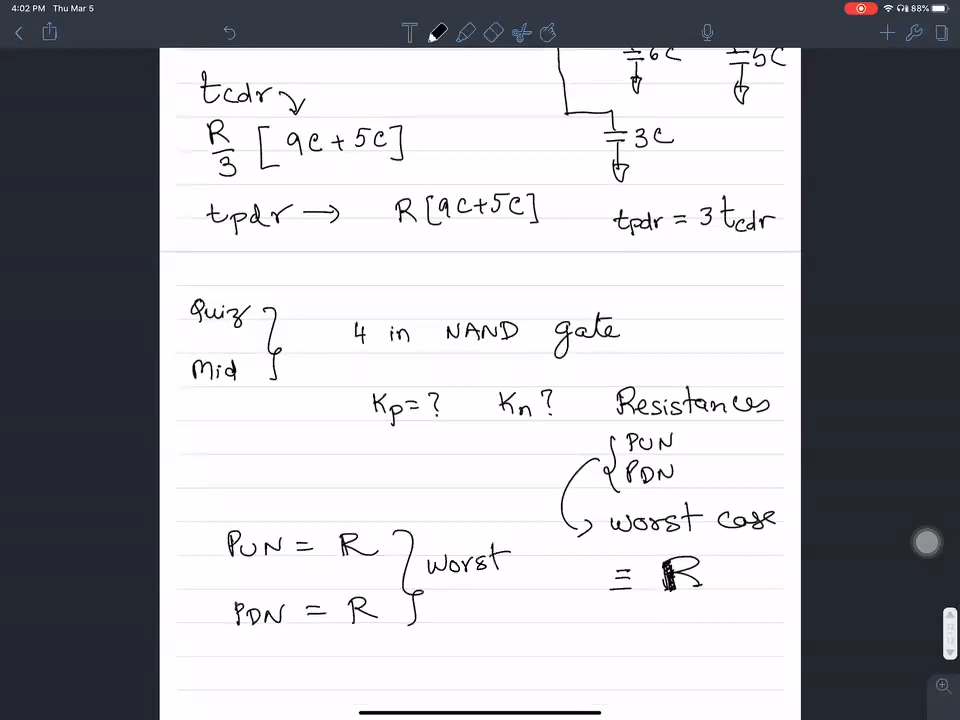 4:02 PM Thu Mar 5
88%
6C 5C
tcdr
R/3 [9C + 5C]
3C
tpdr → R[9C+5C]
tpdr = 3 tcdr
Quiz
Mid
4 in NAND gate
Kp = ? Kn ? Resistances
PUN
PDN
worst case
≡ R
PUN = R
PDN = R
worst